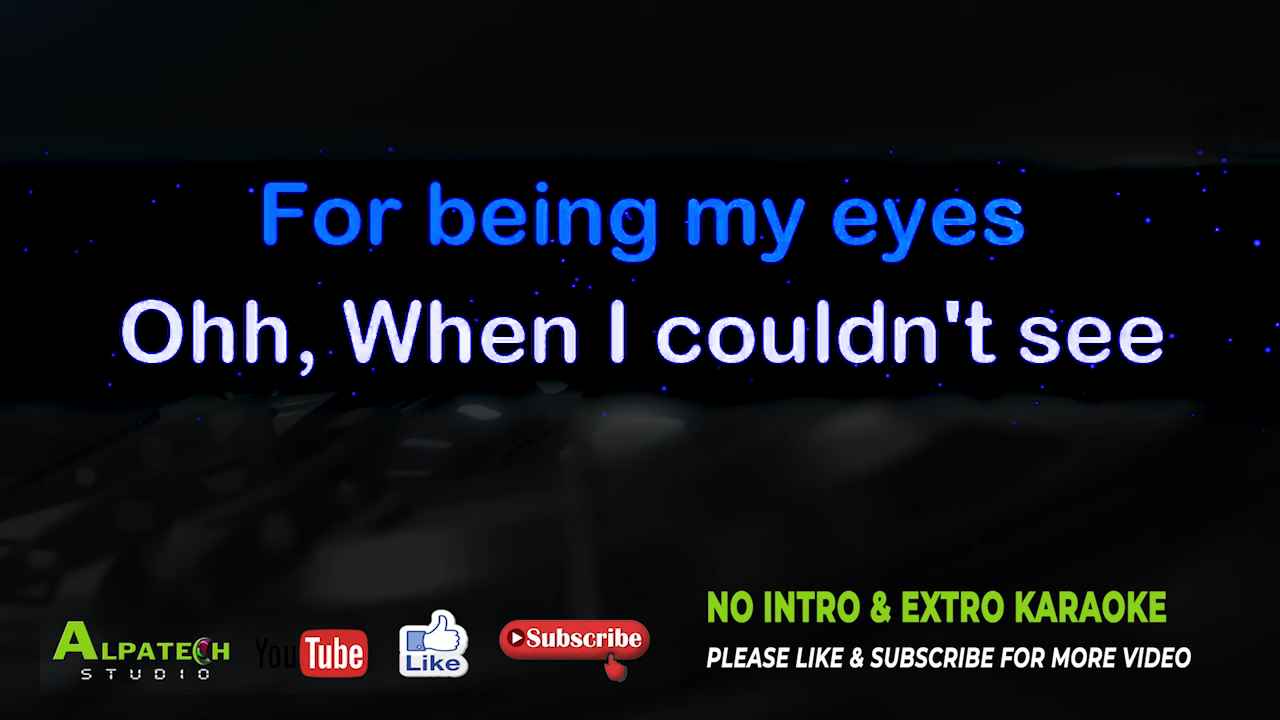 For being my eyes
Ohh, When I couldn't see
NO INTRO & EXTRO KARAOKE
ALPATECH
STUDIO
YouTube
Like
Subscribe
PLEASE LIKE & SUBSCRIBE FOR MORE VIDEO